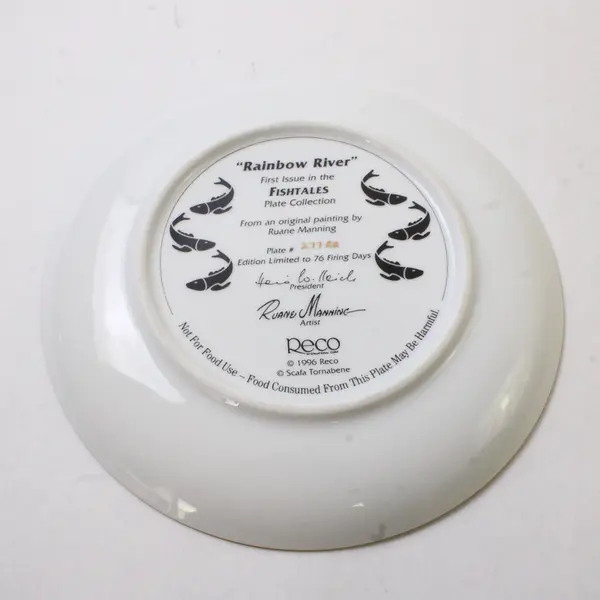 "Rainbow River"
First Issue in the
FISHTALES
Plate Collection
From an original painting by
Ruane Manning
Plate #
Edition Limited to 76 Firing Days
President
Ruane Manning
Artist
Reco
© 1996 Reco
© Scafa Tornabene
Not For Food Use – Food Consumed From This Plate May Be Harmful.